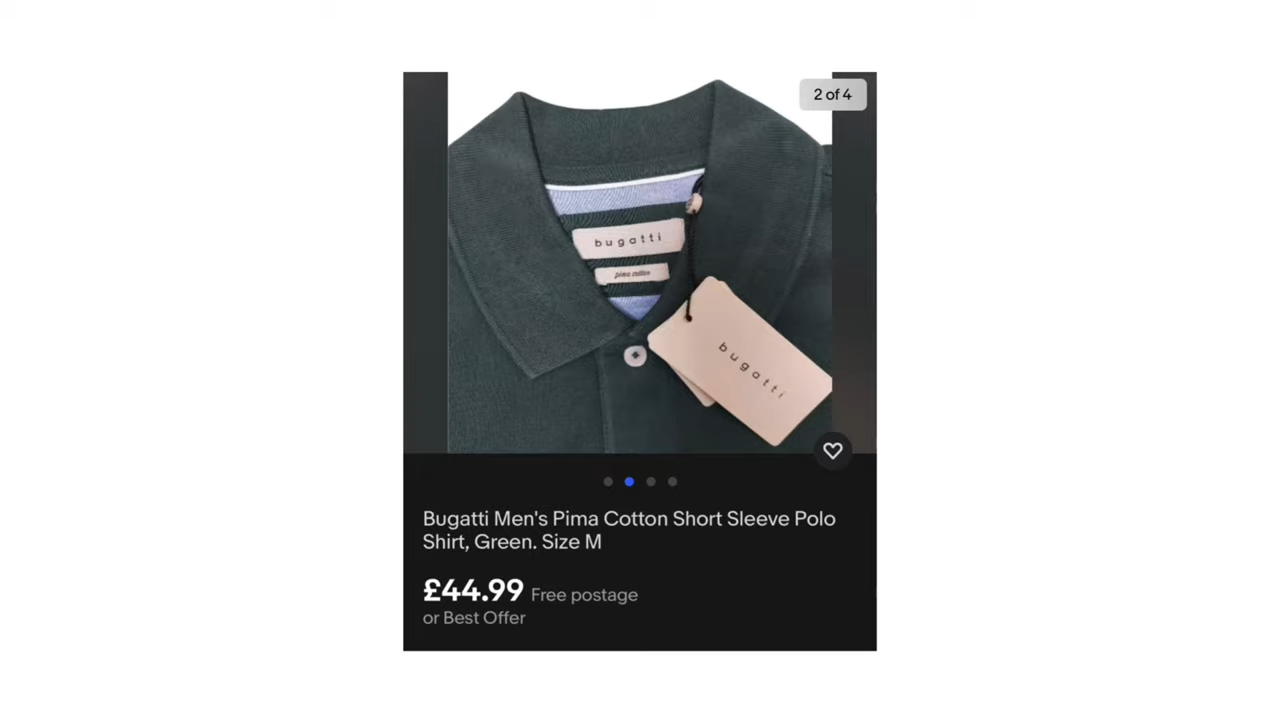 2 of 4
bugatti
pima cotton
bugatti
Bugatti Men's Pima Cotton Short Sleeve Polo
Shirt, Green. Size M
£44.99 Free postage
or Best Offer